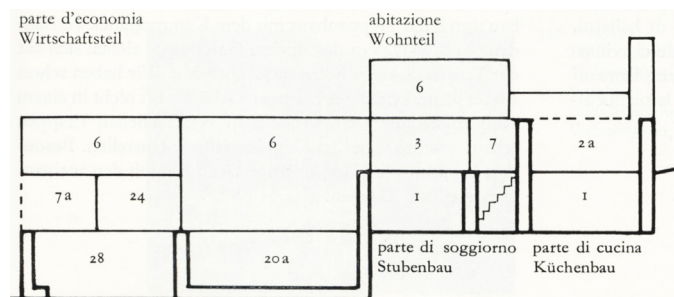 parte d'economia
Wirtschaftsteil
abitazione
Wohnteil
6
6
6
3
7
2a
7a
24
1
1
28
20a
parte di soggiorno
Stubenbau
parte di cucina
Küchenbau